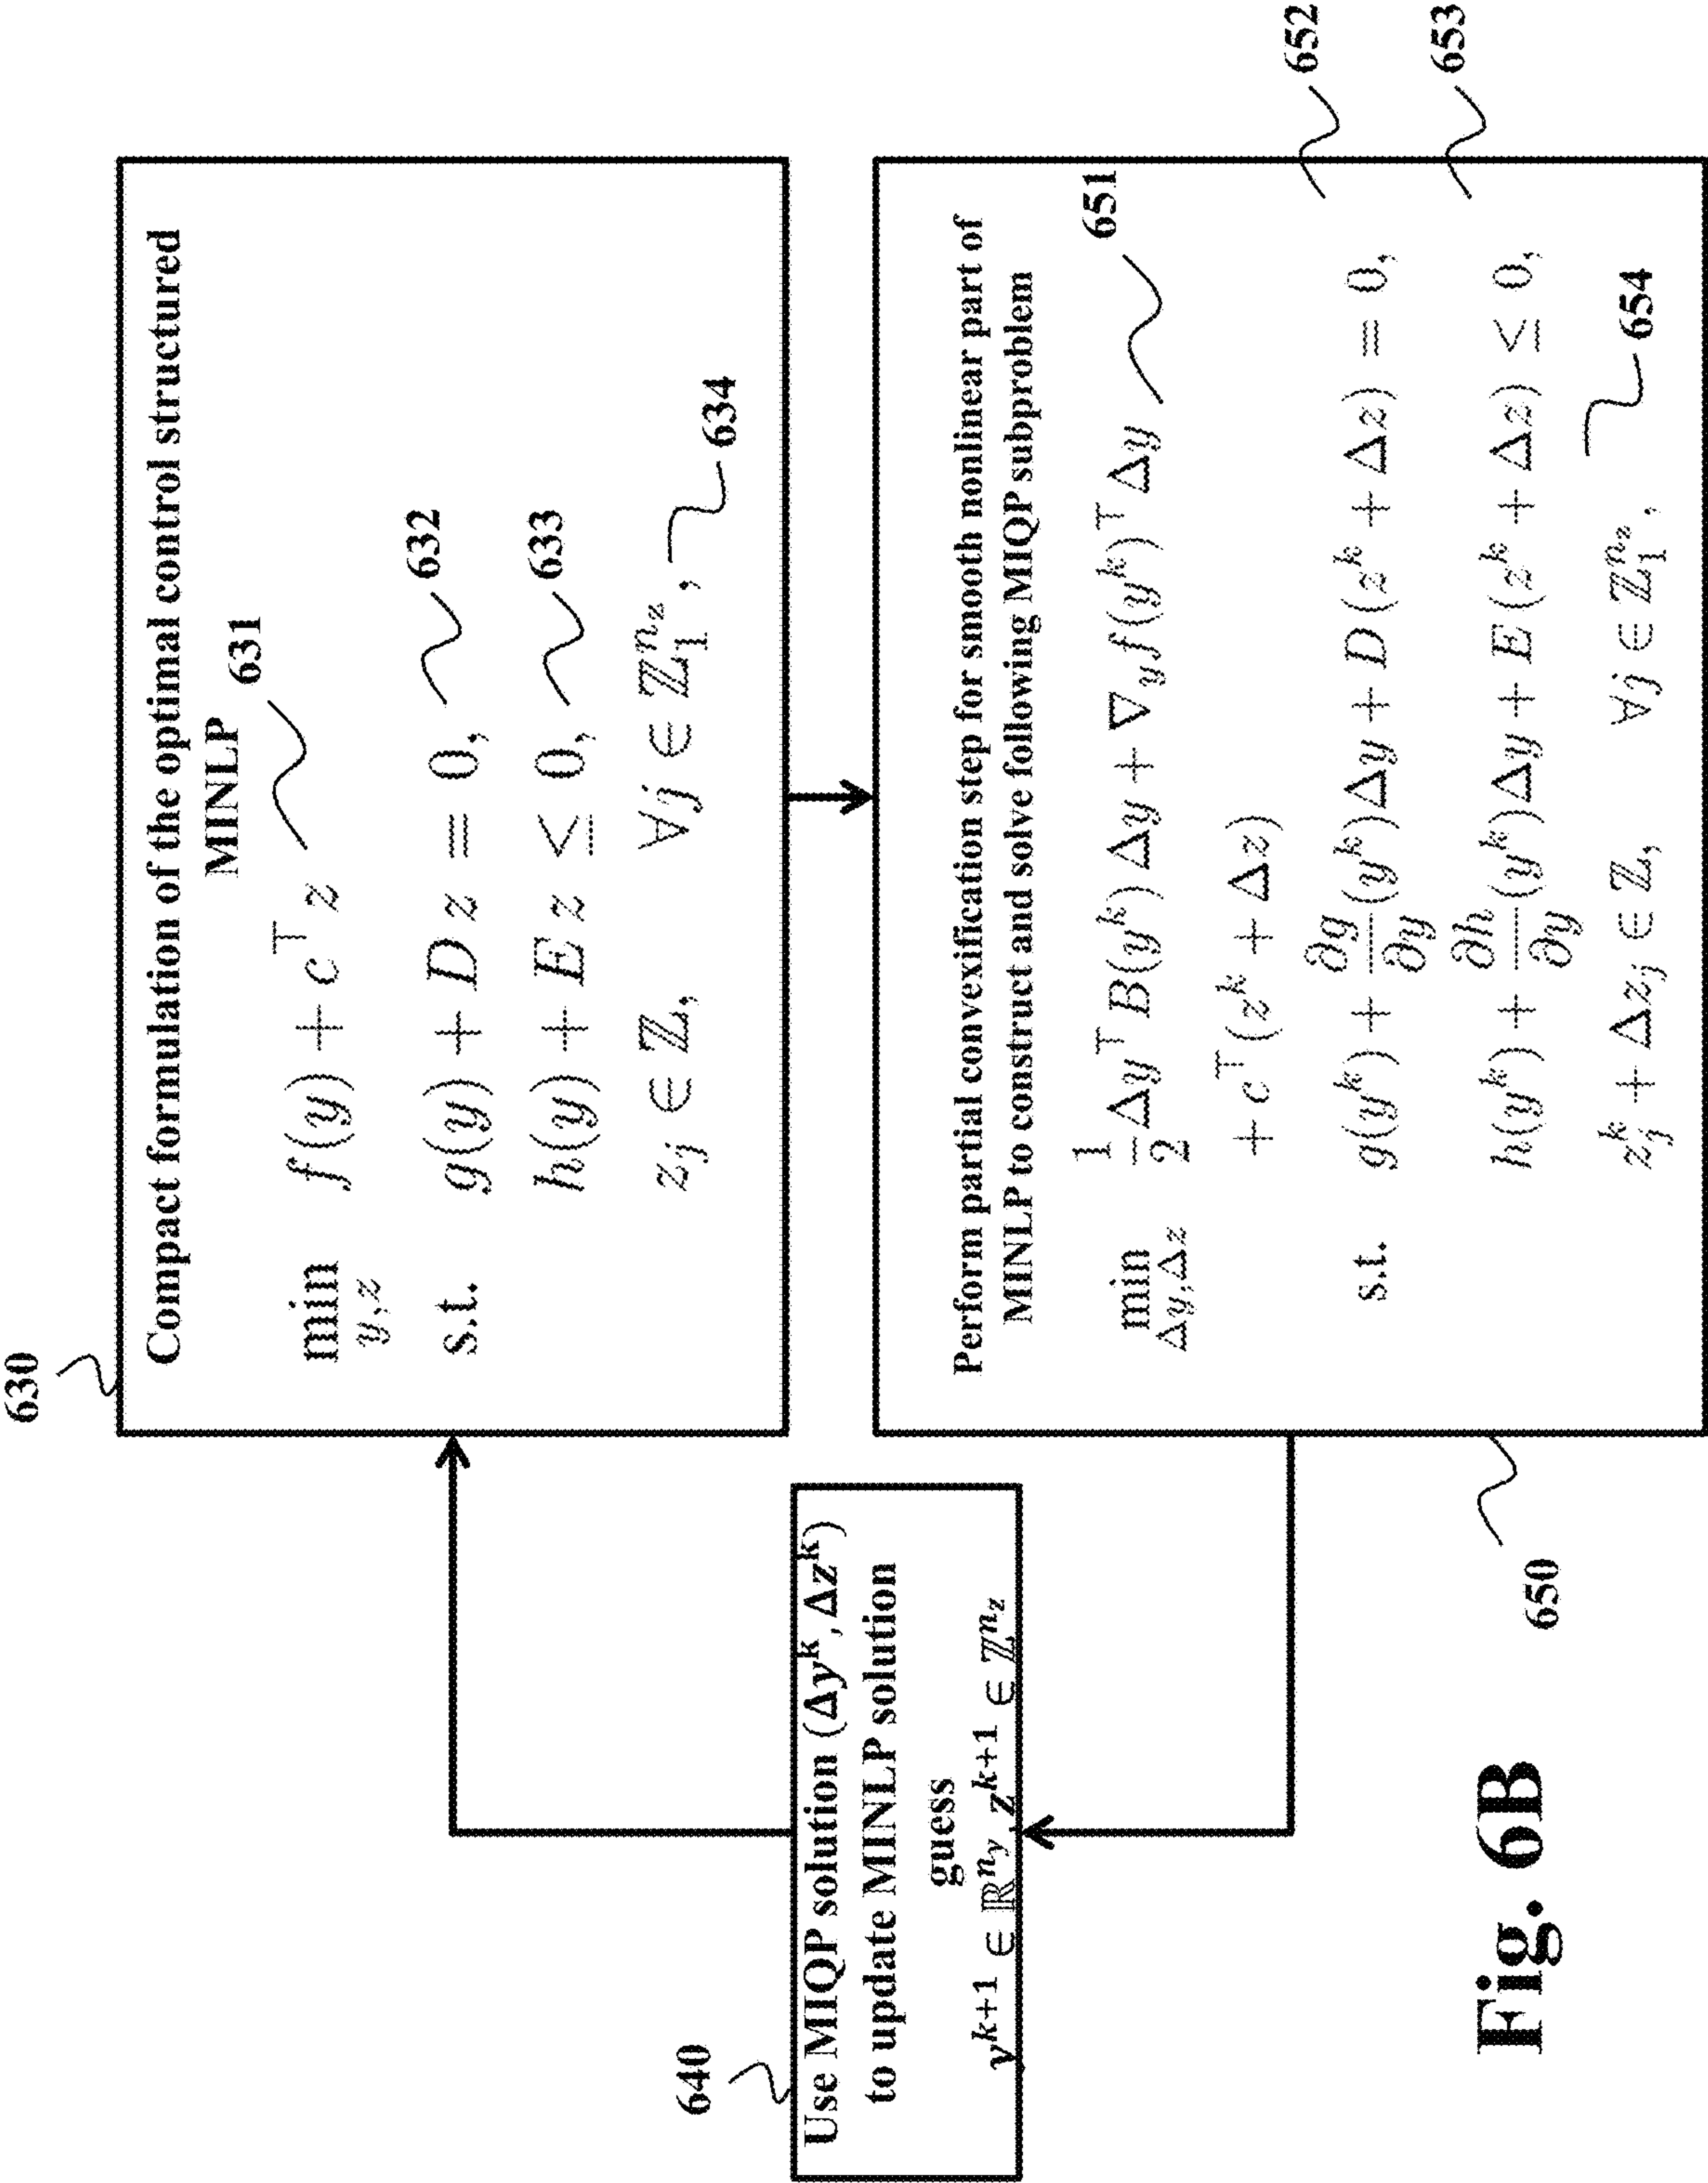 630
Compact formulation of the optimal control structured
MINLP
631
min f(y) + c^⊤ z
y,z
s.t. g(y) + D z = 0,
632
h(y) + E z ≤ 0,
633
z_j ∈ ℤ, ∀j ∈ ℤ_1^{n_z},
634
Perform partial convexification step for smooth nonlinear part of
MINLP to construct and solve following MIQP subproblem
651
min 1/2 Δy^⊤ B(y^k) Δy + ∇_y f(y^k)^⊤ Δy
Δy,Δz
+ c^⊤ (z^k + Δz)
s.t. g(y^k) + ∂g/∂y (y^k)Δy + D(z^k + Δz) = 0,
652
h(y^k) + ∂h/∂y (y^k)Δy + E(z^k + Δz) ≤ 0,
653
z_j^k + Δz_j ∈ ℤ, ∀j ∈ ℤ_1^{n_z},
654
650
640
Use MIQP solution (Δy^k, Δz^k)
to update MINLP solution
guess
y^{k+1} ∈ ℝ^{n_y} z^{k+1} ∈ ℤ^{n_z}
Fig. 6B